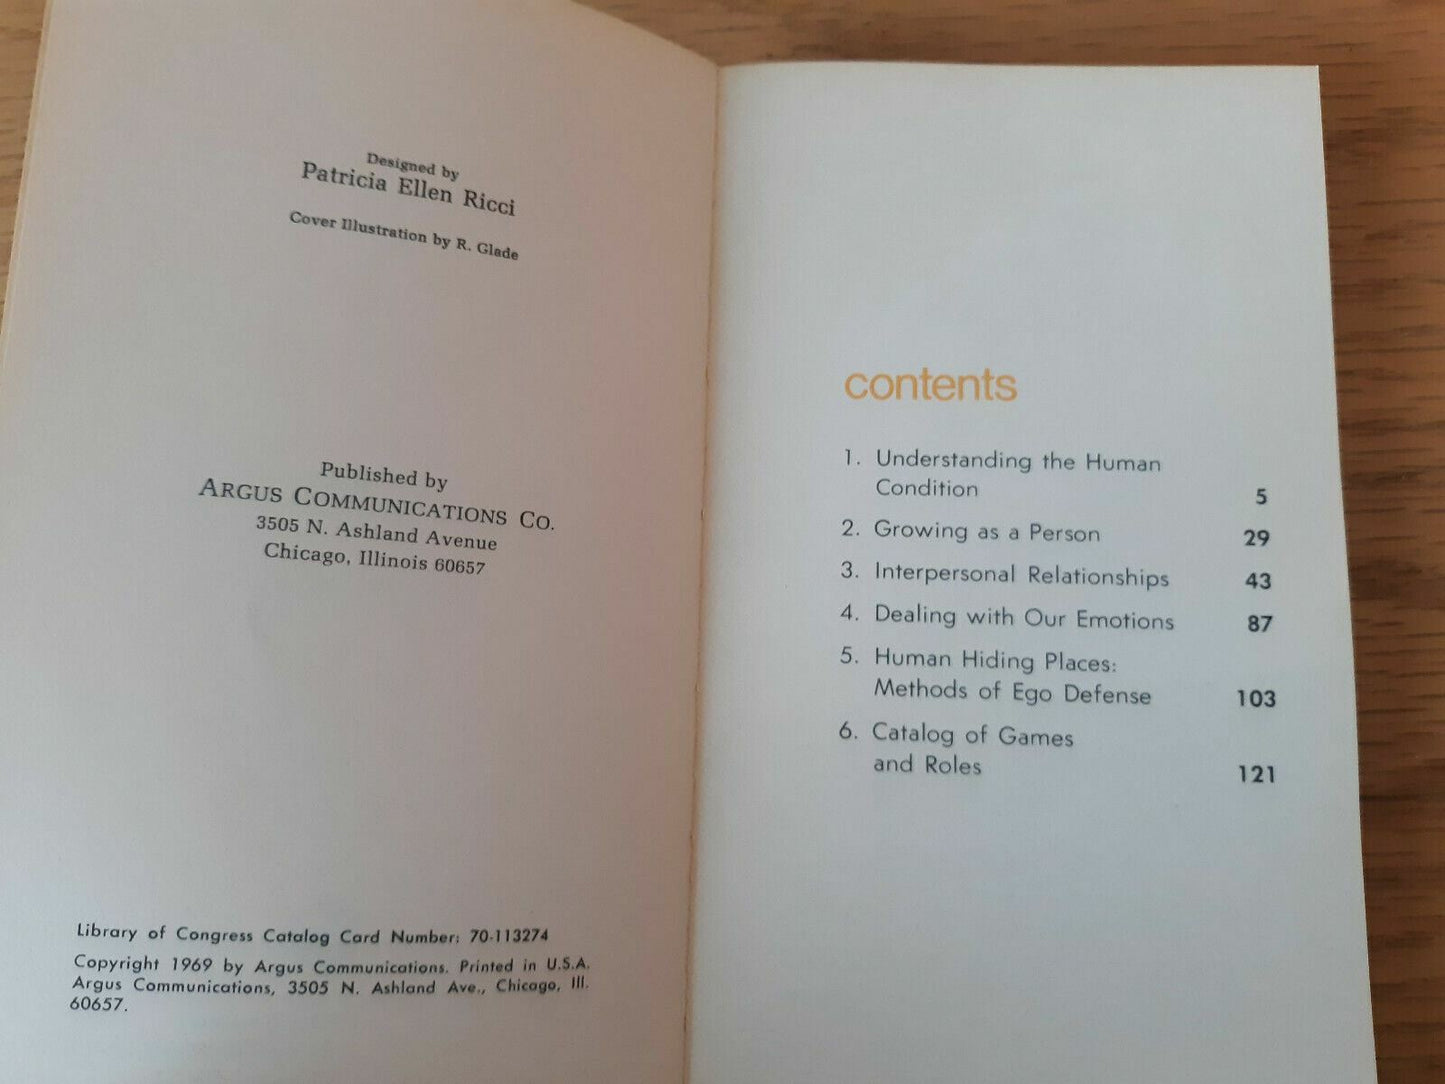 Designed by
Patricia Ellen Ricci
Cover Illustration by R. Glade
Published by
ARGUS COMMUNICATIONS CO.
3505 N. Ashland Avenue
Chicago, Illinois 60657
Library of Congress Catalog Card Number: 70-113274
Copyright 1969 by Argus Communications. Printed in U.S.A.
Argus Communications, 3505 N. Ashland Ave., Chicago, Ill.
60657.
contents
1. Understanding the Human
Condition 5
2. Growing as a Person 29
3. Interpersonal Relationships 43
4. Dealing with Our Emotions 87
5. Human Hiding Places:
Methods of Ego Defense 103
6. Catalog of Games
and Roles 121